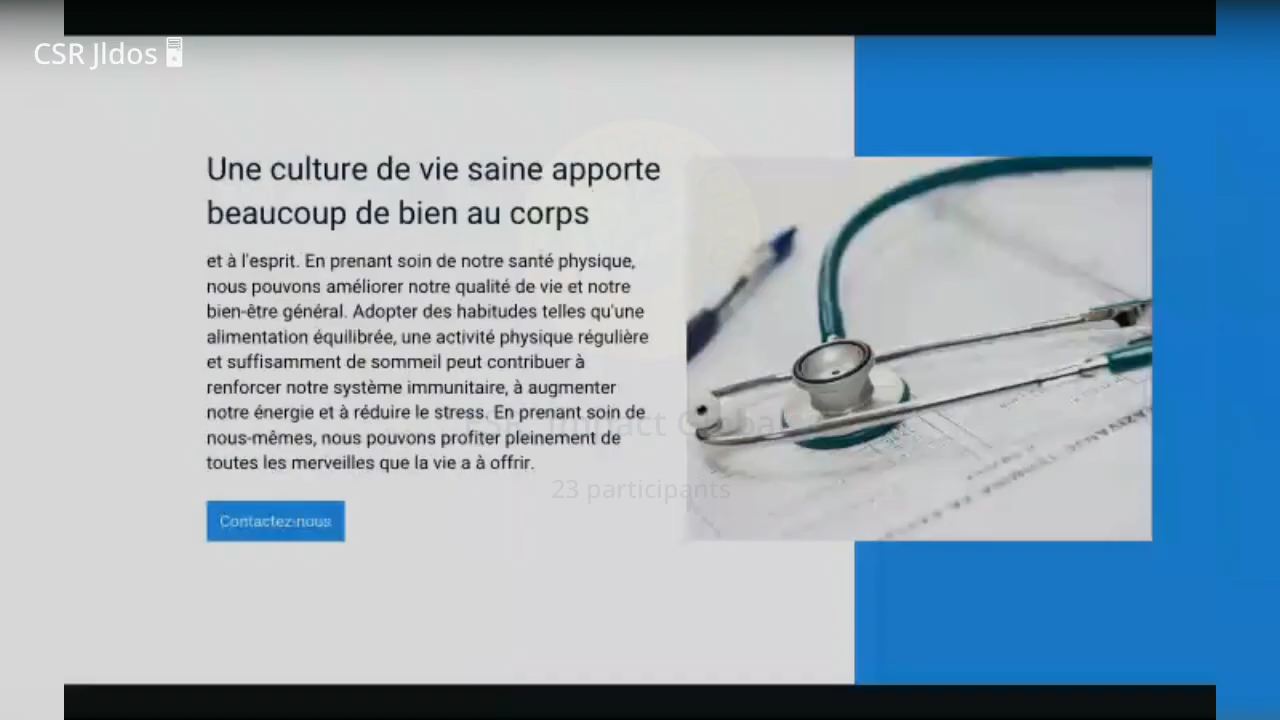 CSR Jldos
Une culture de vie saine apporte
beaucoup de bien au corps
et à l'esprit. En prenant soin de notre santé physique,
nous pouvons améliorer notre qualité de vie et notre
bien-être général. Adopter des habitudes telles qu'une
alimentation équilibrée, une activité physique régulière
et suffisamment de sommeil peut contribuer à
renforcer notre système immunitaire, à augmenter
notre énergie et à réduire le stress. En prenant soin de
nous-mêmes, nous pouvons profiter pleinement de
toutes les merveilles que la vie a à offrir.
Contactez-nous
23 participants